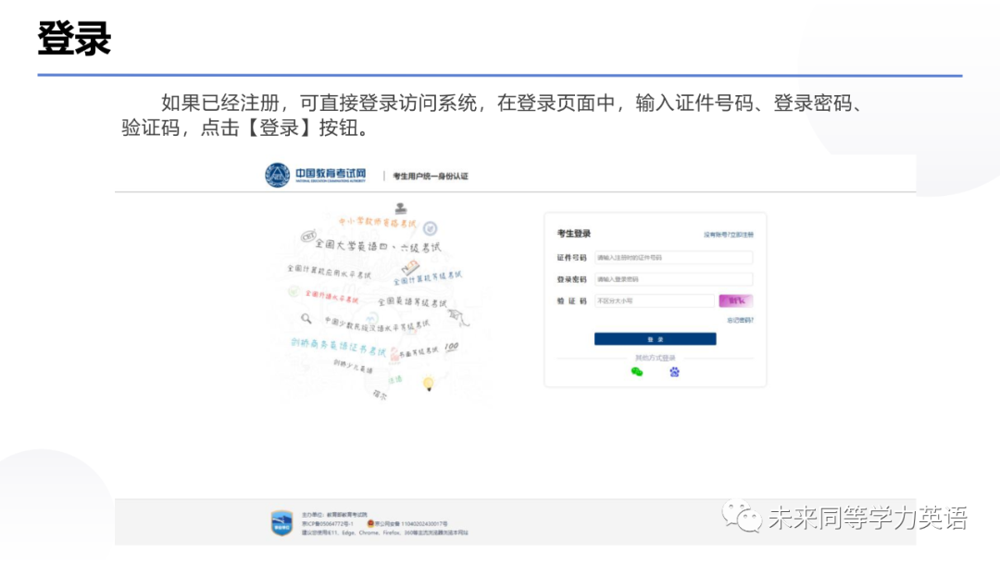 登录
如果已经注册，可直接登录访问系统，在登录页面中，输入证件号码、登录密码、
验证码，点击【登录】按钮。
中国教育考试网
NATIONAL EDUCATION EXAMINATIONS AUTHORITY
考生用户统一身份认证
中小学教师资格考试
CET
全国大学英语四、六级考试
全国计算机应用水平考试
全国计算机等级考试
全国外语水平考试
全国英语等级考试
中国少数民族汉语水平等级考试
剑桥商务英语证书考试
书画等级考试
100
剑桥少儿英语
考生登录
没有账号?立即注册
证件号码
请输入注册时的证件号码
登录密码
请输入登录密码
验 证 码
不区分大小写
忘记密码?
登 录
其他方式登录
主办单位：教育部教育考试院
京ICP备05064772号-1
京公网安备 11040202430017号
建议您使用IE11、Edge、Chrome、Firefox、360等主流浏览器浏览本网站
未来同等学力英语